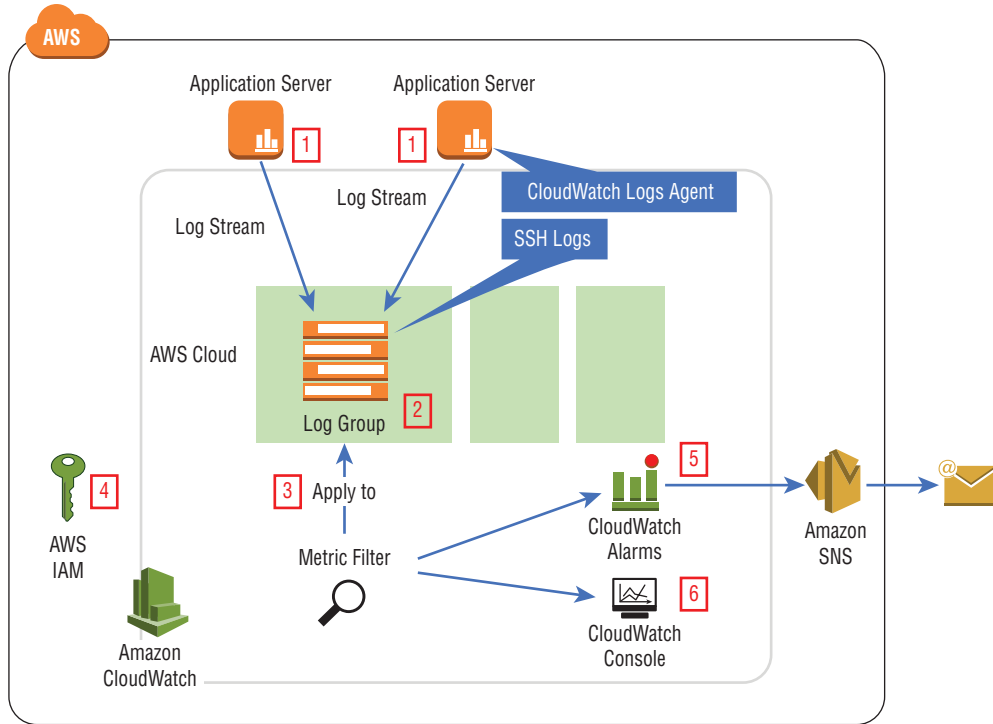 AWS
Application Server
Application Server
1
1
CloudWatch Logs Agent
Log Stream
Log Stream
SSH Logs
AWS Cloud
Log Group
2
3
Apply to
4
AWS
IAM
Metric Filter
5
CloudWatch
Alarms
Amazon
SNS
@
6
CloudWatch
Console
Amazon
CloudWatch